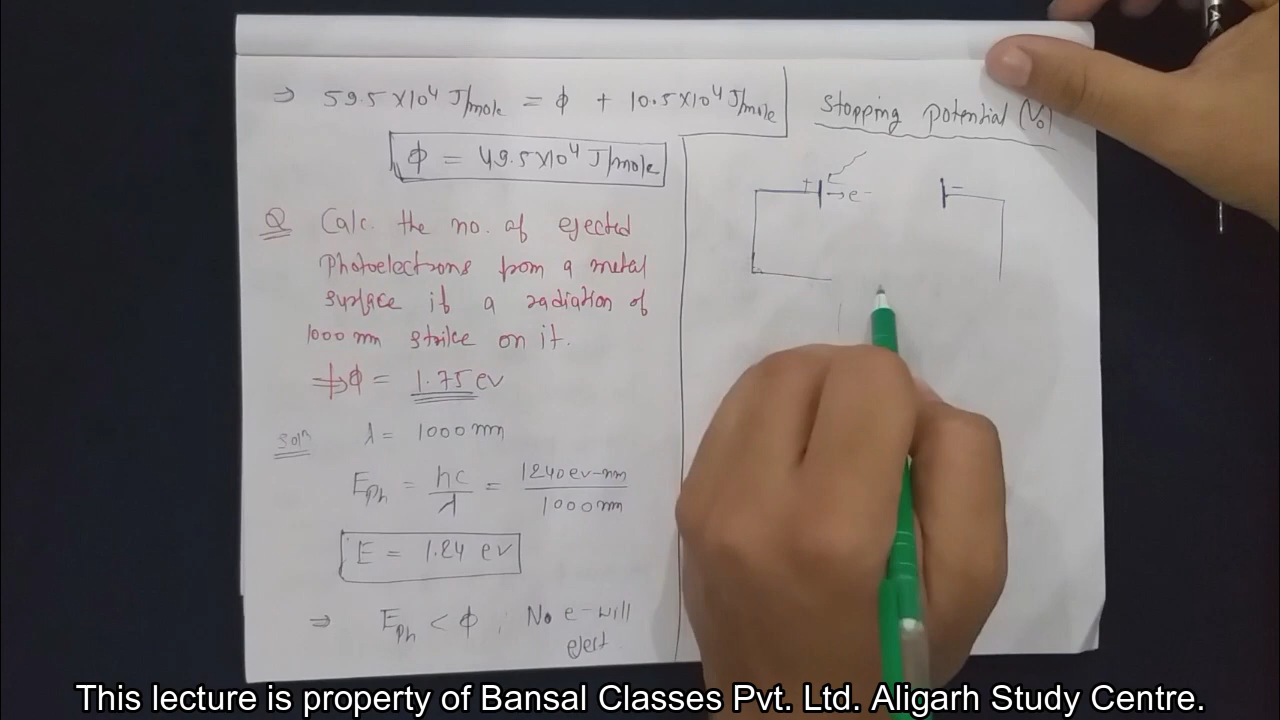 ⇒ 59.5×10⁴ J/mole = ϕ + 10.5×10⁴ J/mole
ϕ = 49.5×10⁴ J/mole
Q Calc. the no. of ejected
Photoelectrons from a metal
surface if a radiation of
1000 nm strike on it.
⇒ ϕ = 1.75 ev
Solⁿ λ = 1000 nm
E_Ph = hc/λ = 1240 ev-nm/1000 nm
E = 1.24 ev
⇒ E_Ph < ϕ , No e- will
eject.
Stopping Potential (V₀)
+ → e- -
This lecture is property of Bansal Classes Pvt. Ltd. Aligarh Study Centre.